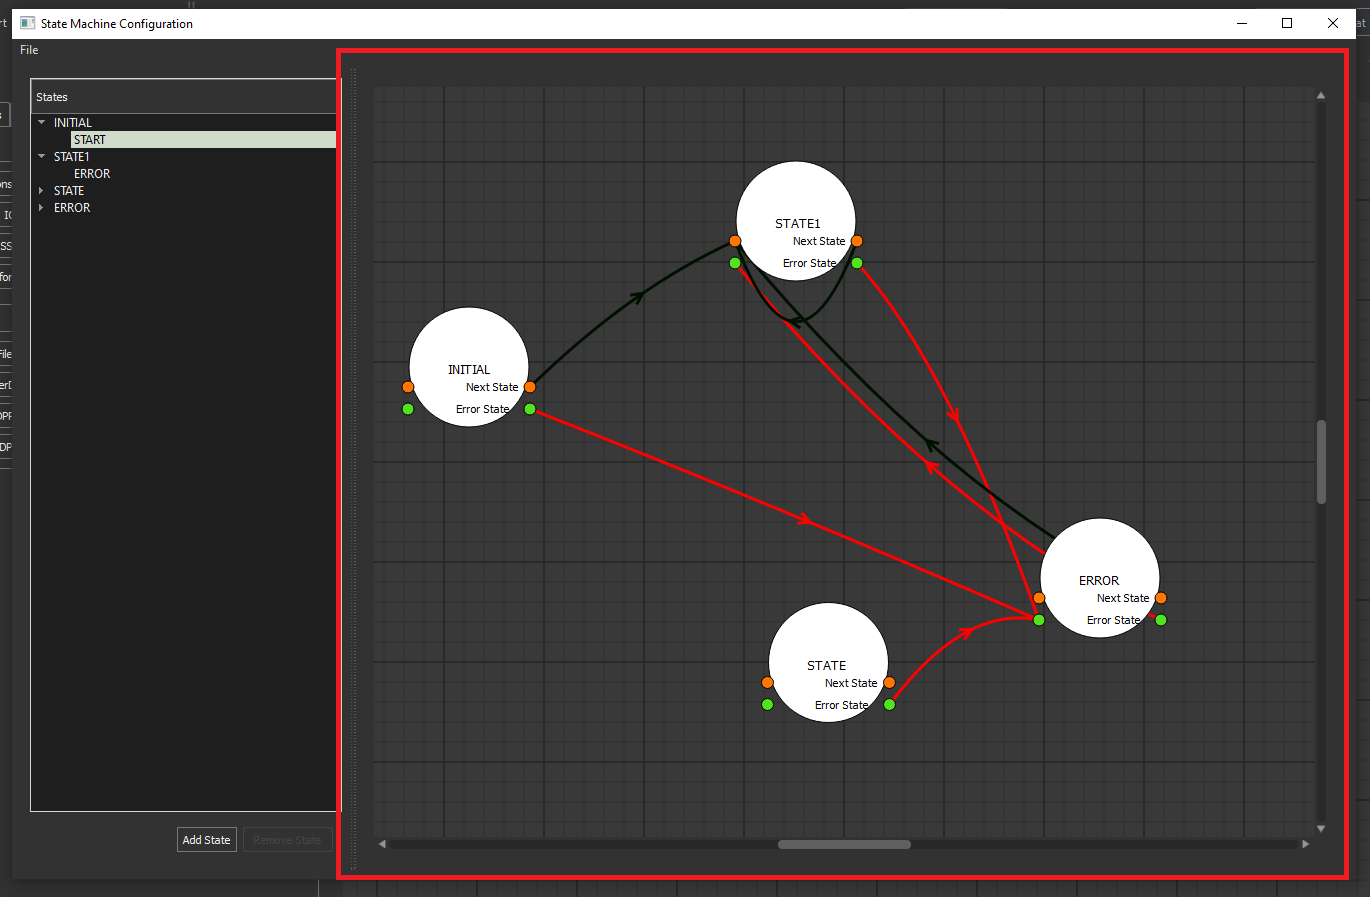 State Machine Configuration
File
States
INITIAL
START
STATE1
ERROR
STATE
ERROR
Add State
Remove State
STATE1
Next State
Error State
INITIAL
Next State
Error State
ERROR
Next State
Error State
STATE
Next State
Error State